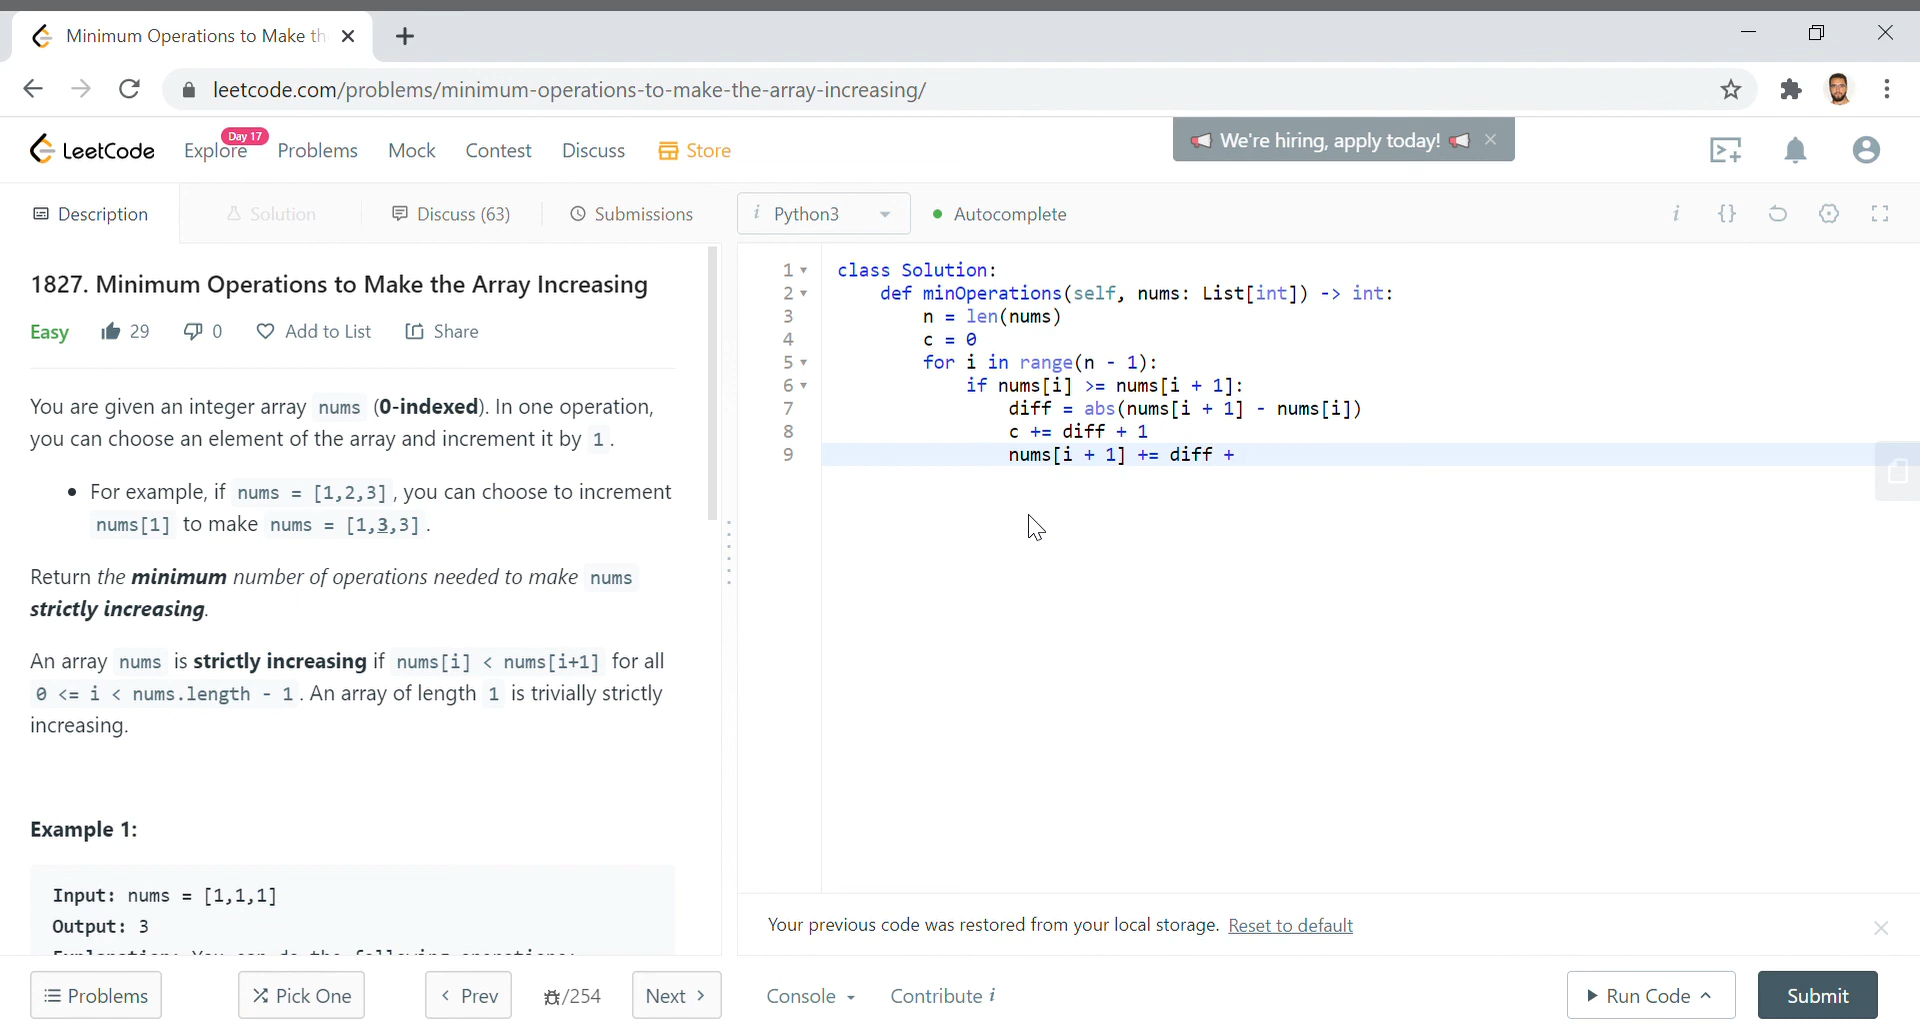 Minimum Operations to Make th
leetcode.com/problems/minimum-operations-to-make-the-array-increasing/
LeetCode
Explore
Day 17
Problems
Mock
Contest
Discuss
Store
We're hiring, apply today!
Description
Solution
Discuss (63)
Submissions
i Python3
Autocomplete
i
{}
1827. Minimum Operations to Make the Array Increasing
Easy
29
0
Add to List
Share
You are given an integer array nums (0-indexed). In one operation,
you can choose an element of the array and increment it by 1.
• For example, if nums = [1,2,3], you can choose to increment
nums[1] to make nums = [1,3,3].
Return the minimum number of operations needed to make nums
strictly increasing.
An array nums is strictly increasing if nums[i] < nums[i+1] for all
0 <= i < nums.length - 1. An array of length 1 is trivially strictly
increasing.
Example 1:
Input: nums = [1,1,1]
Output: 3
1 class Solution:
2 def minOperations(self, nums: List[int]) -> int:
3 n = len(nums)
4 c = 0
5 for i in range(n - 1):
6 if nums[i] >= nums[i + 1]:
7 diff = abs(nums[i + 1] - nums[i])
8 c += diff + 1
9 nums[i + 1] += diff +
Your previous code was restored from your local storage. Reset to default
Problems
Pick One
Prev
/254
Next
Console
Contribute i
Run Code
Submit